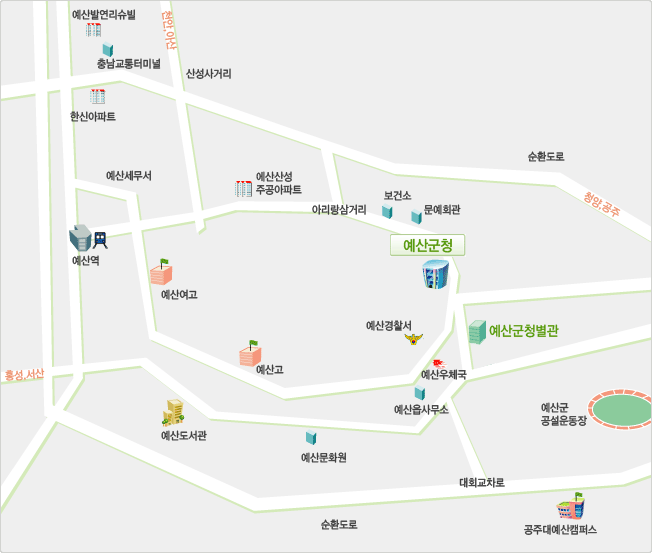 예산발연리슈빌
천안,아산
충남교통터미널
산성사거리
한신아파트
순환도로
예산세무서
예산산성
주공아파트
보건소
청양,공주
아리랑삼거리
문예회관
예산군청
예산역
예산여고
예산경찰서
예산군청별관
예산고
예산우체국
홍성,서산
예산읍사무소
예산군
공설운동장
예산도서관
예산문화원
대회교차로
순환도로
공주대예산캠퍼스